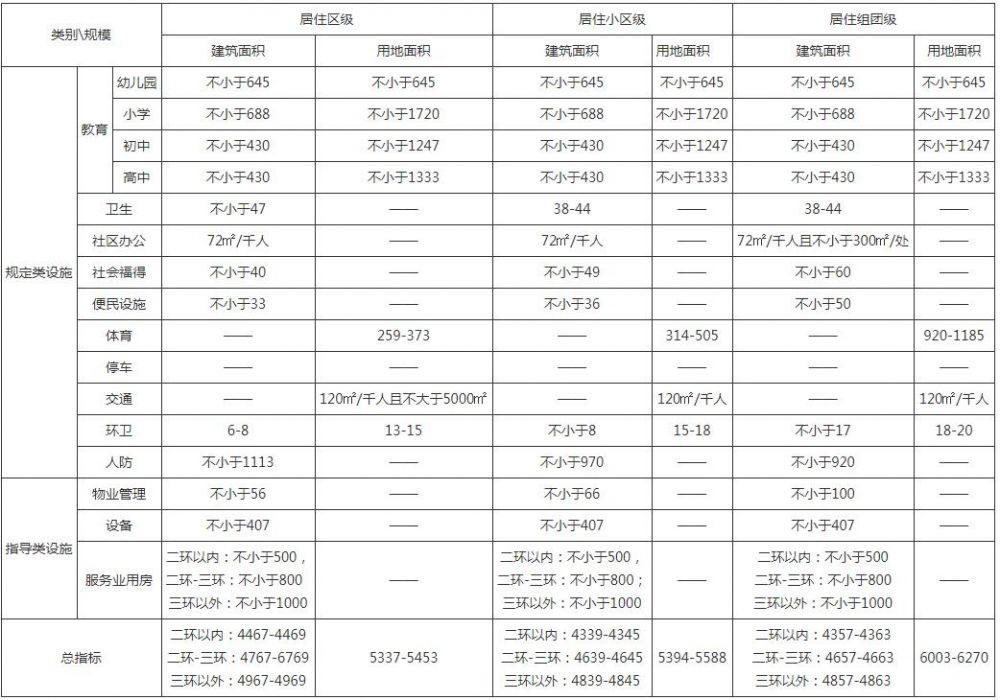 类别\规模 居住区级 居住小区级 居住组团级
建筑面积 用地面积 建筑面积 用地面积 建筑面积 用地面积
规定类设施 教育 幼儿园 不小于645 不小于645 不小于645 不小于645 不小于645 不小于645
小学 不小于688 不小于1720 不小于688 不小于1720 不小于688 不小于1720
初中 不小于430 不小于1247 不小于430 不小于1247 不小于430 不小于1247
高中 不小于430 不小于1333 不小于430 不小于1333 不小于430 不小于1333
卫生 不小于47 —— 38-44 —— 38-44 ——
社区办公 72㎡/千人 —— 72㎡/千人 —— 72㎡/千人且不小于300㎡/处 ——
社会福得 不小于40 —— 不小于49 —— 不小于60 ——
便民设施 不小于33 —— 不小于36 —— 不小于50 ——
体育 —— 259-373 —— 314-505 —— 920-1185
停车 —— —— —— —— —— ——
交通 —— 120㎡/千人且不大于5000㎡ —— 120㎡/千人 —— 120㎡/千人
环卫 6-8 13-15 不小于8 15-18 不小于17 18-20
人防 不小于1113 —— 不小于970 —— 不小于920 ——
指导类设施 物业管理 不小于56 —— 不小于66 —— 不小于100 ——
设备 不小于407 —— 不小于407 —— 不小于407 ——
服务业用房 二环以内：不小于500， —— 二环以内：不小于500， —— 二环以内：不小于500 ——
二环-三环：不小于800 二环-三环：不小于800； 二环-三环：不小于800
三环以外：不小于1000 三环以外：不小于1000 三环以外：不小于1000
总指标 二环以内：4467-4469 5337-5453 二环以内：4339-4345 5394-5588 二环以内：4357-4363 6003-6270
二环-三环：4767-6769 二环-三环：4639-4645 二环-三环：4657-4663
三环以外：4967-4969 三环以外：4839-4845 三环以外：4857-4863